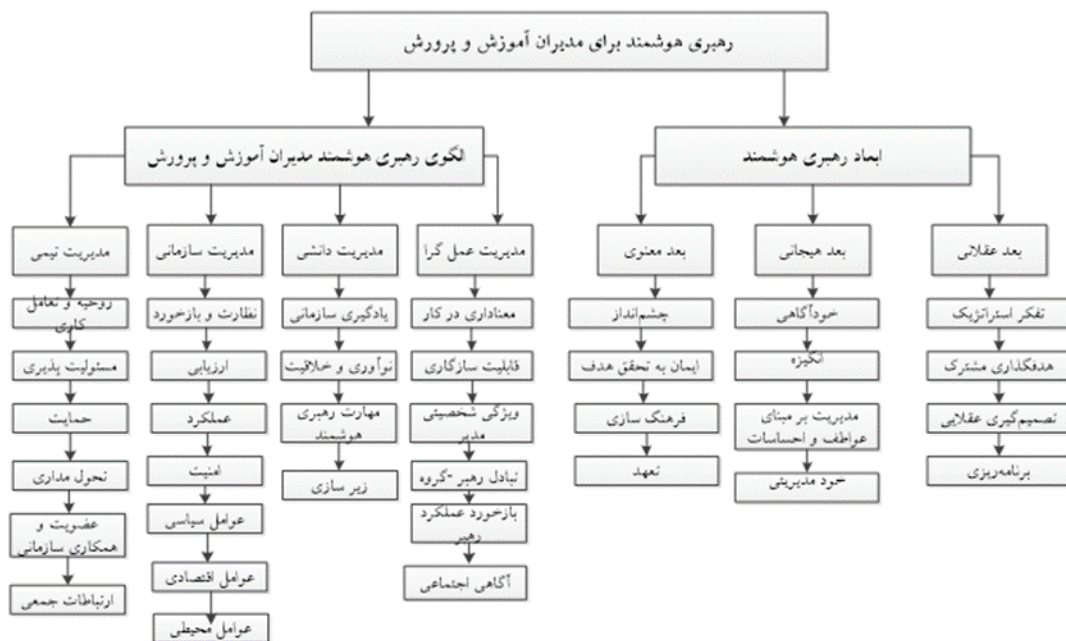 رهبری هوشمند برای مدیران آموزش و پرورش
ابعاد رهبری هوشمند
الگوی رهبری هوشمند مدیران آموزش و پرورش
بعد عقلانی
تفکر استراتژیک
هدفگذاری مشترک
تصمیم‌گیری عقلایی
برنامه‌ریزی
بعد هیجانی
خودآگاهی
انگیزه
مدیریت بر مبنای
عواطف و احساسات
خود مدیریتی
بعد معنوی
چشم‌انداز
ایمان به تحقق هدف
فرهنگ سازی
تعهد
مدیریت عمل گرا
معناداری در کار
قابلیت سازگاری
ویژگی شخصیتی
مدیر
تبادل رهبر -گروه
بازخورد عملکرد
رهبر
آگاهی اجتماعی
مدیریت دانشی
یادگیری سازمانی
نوآوری و خلاقیت
مهارت رهبری
هوشمند
زیر سازی
مدیریت سازمانی
نظارت و بازخورد
ارزیابی
عملکرد
امنیت
عوامل سیاسی
عوامل اقتصادی
عوامل محیطی
مدیریت تیمی
روحیه و تعامل
کاری
مسئولیت پذیری
حمایت
تحول مداری
عضویت و
همکاری سازمانی
ارتباطات جمعی